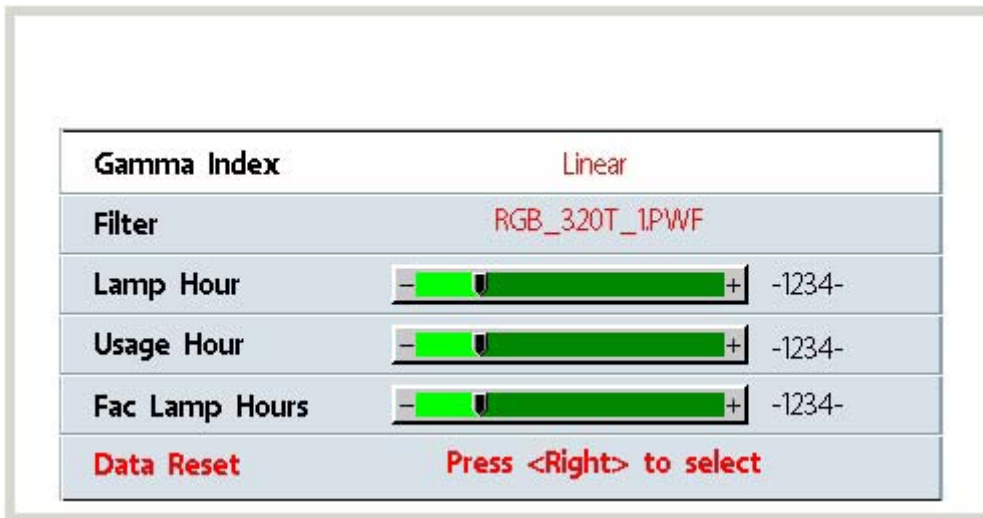 Gamma Index Linear
Filter RGB_320T_1.PWF
Lamp Hour - + -1234-
Usage Hour - + -1234-
Fac Lamp Hours - + -1234-
Data Reset Press <Right> to select